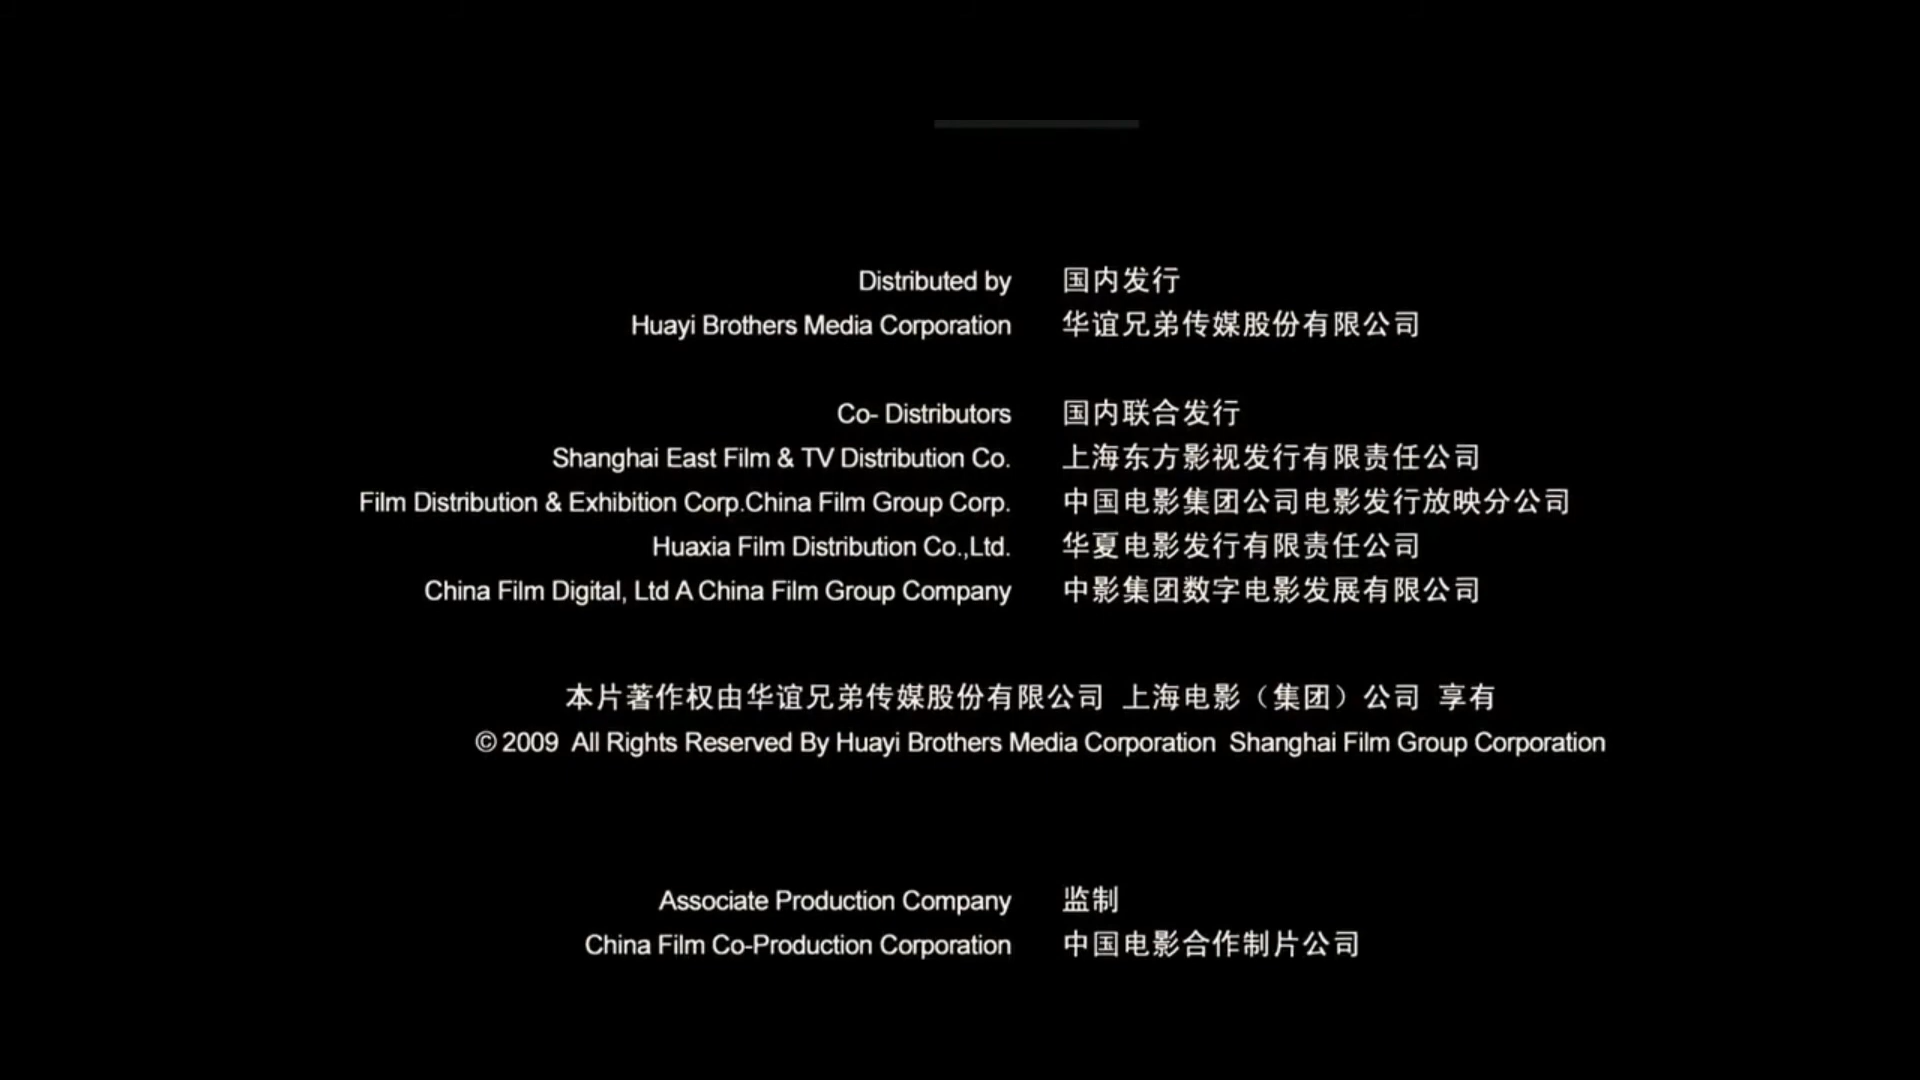 Distributed by 国内发行
Huayi Brothers Media Corporation 华谊兄弟传媒股份有限公司
Co- Distributors 国内联合发行
Shanghai East Film & TV Distribution Co. 上海东方影视发行有限责任公司
Film Distribution & Exhibition Corp.China Film Group Corp. 中国电影集团公司电影发行放映分公司
Huaxia Film Distribution Co.,Ltd. 华夏电影发行有限责任公司
China Film Digital, Ltd A China Film Group Company 中影集团数字电影发展有限公司
本片著作权由华谊兄弟传媒股份有限公司 上海电影（集团）公司 享有
© 2009 All Rights Reserved By Huayi Brothers Media Corporation Shanghai Film Group Corporation
Associate Production Company 监制
China Film Co-Production Corporation 中国电影合作制片公司